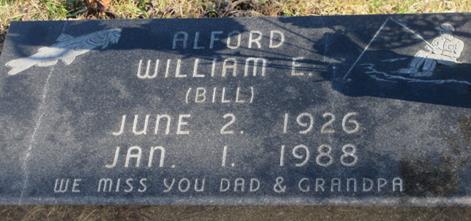 ALFORD
WILLIAM E.
(BILL)
JUNE 2. 1926
JAN. 1. 1988
WE MISS YOU DAD & GRANDPA